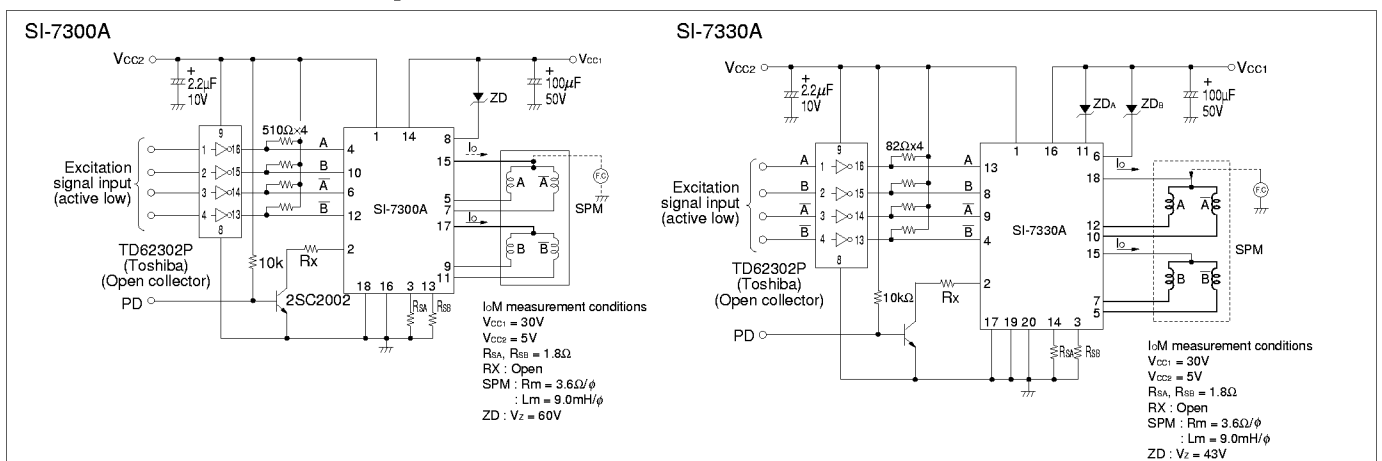 SI-7300A
VCC2
VCC1
+
2.2μF
10V
+
100μF
50V
ZD
9
510Ω×4
1
14
8
Excitation
signal input
(active low)
1
16
A
4
2
15
B
10
3
14
A̅
6
4
13
B̅
12
8
SI-7300A
15
IO
5
7
17
IO
9
11
A
A̅
B
B̅
F.C
SPM
TD62302P
(Toshiba)
(Open collector)
10k
Rx
2
PD
2SC2002
18
16
3
13
RSA
RSB
IOM measurement conditions
VCC1 = 30V
VCC2 = 5V
RSA, RSB = 1.8Ω
RX : Open
SPM : Rm = 3.6Ω/ϕ
: Lm = 9.0mH/ϕ
ZD : VZ = 60V
SI-7330A
VCC2
VCC1
+
2.2μF
10V
+
100μF
50V
ZDA
ZDB
9
82Ω×4
1
16
11
6
Excitation
signal input
(active low)
A
1
16
A
13
B
2
15
B
8
A̅
3
14
A̅
9
B̅
4
13
B̅
4
8
SI-7330A
IO
18
12
10
IO
15
7
5
A
A̅
B
B̅
F.C
SPM
TD62302P
(Toshiba)
(Open collector)
10kΩ
Rx
2
PD
17
19
20
14
3
RSA
RSB
IOM measurement conditions
VCC1 = 30V
VCC2 = 5V
RSA, RSB = 1.8Ω
RX : Open
SPM : Rm = 3.6Ω/ϕ
: Lm = 9.0mH/ϕ
ZD : VZ = 43V